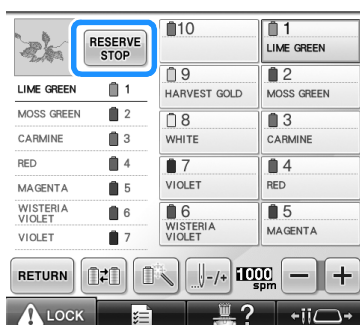 RESERVE
STOP
LIME GREEN 1
MOSS GREEN 2
CARMINE 3
RED 4
MAGENTA 5
WISTERIA
VIOLET 6
VIOLET 7
10
1
LIME GREEN
9
HARVEST GOLD
2
MOSS GREEN
8
WHITE
3
CARMINE
7
VIOLET
4
RED
6
WISTERIA
VIOLET
5
MAGENTA
RETURN
-/+
1000
spm
−
+
LOCK
?